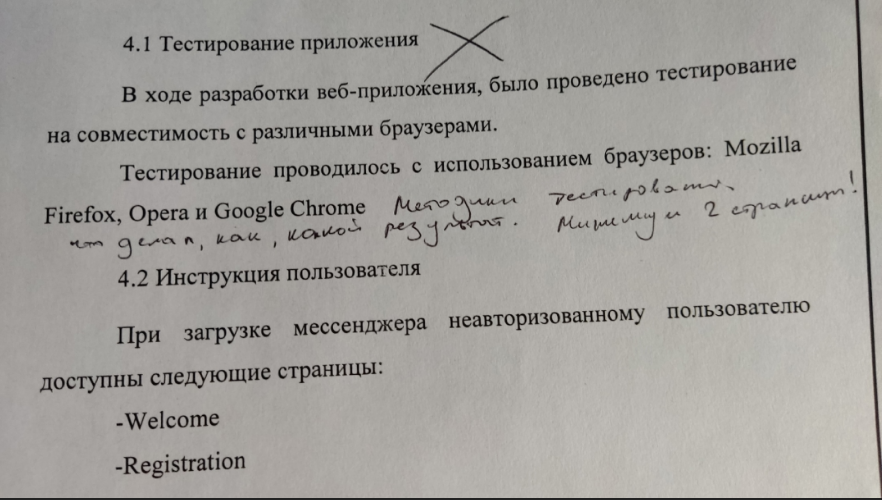 4.1 Тестирование приложения
В ходе разработки веб-приложения, было проведено тестирование
на совместимость с различными браузерами.
Тестирование проводилось с использованием браузеров: Mozilla
Firefox, Opera и Google Chrome Методики тестирования,
что делал, как, какой результат. Минимум 2 страницы!
4.2 Инструкция пользователя
При загрузке мессенджера неавторизованному пользователю
доступны следующие страницы:
-Welcome
-Registration